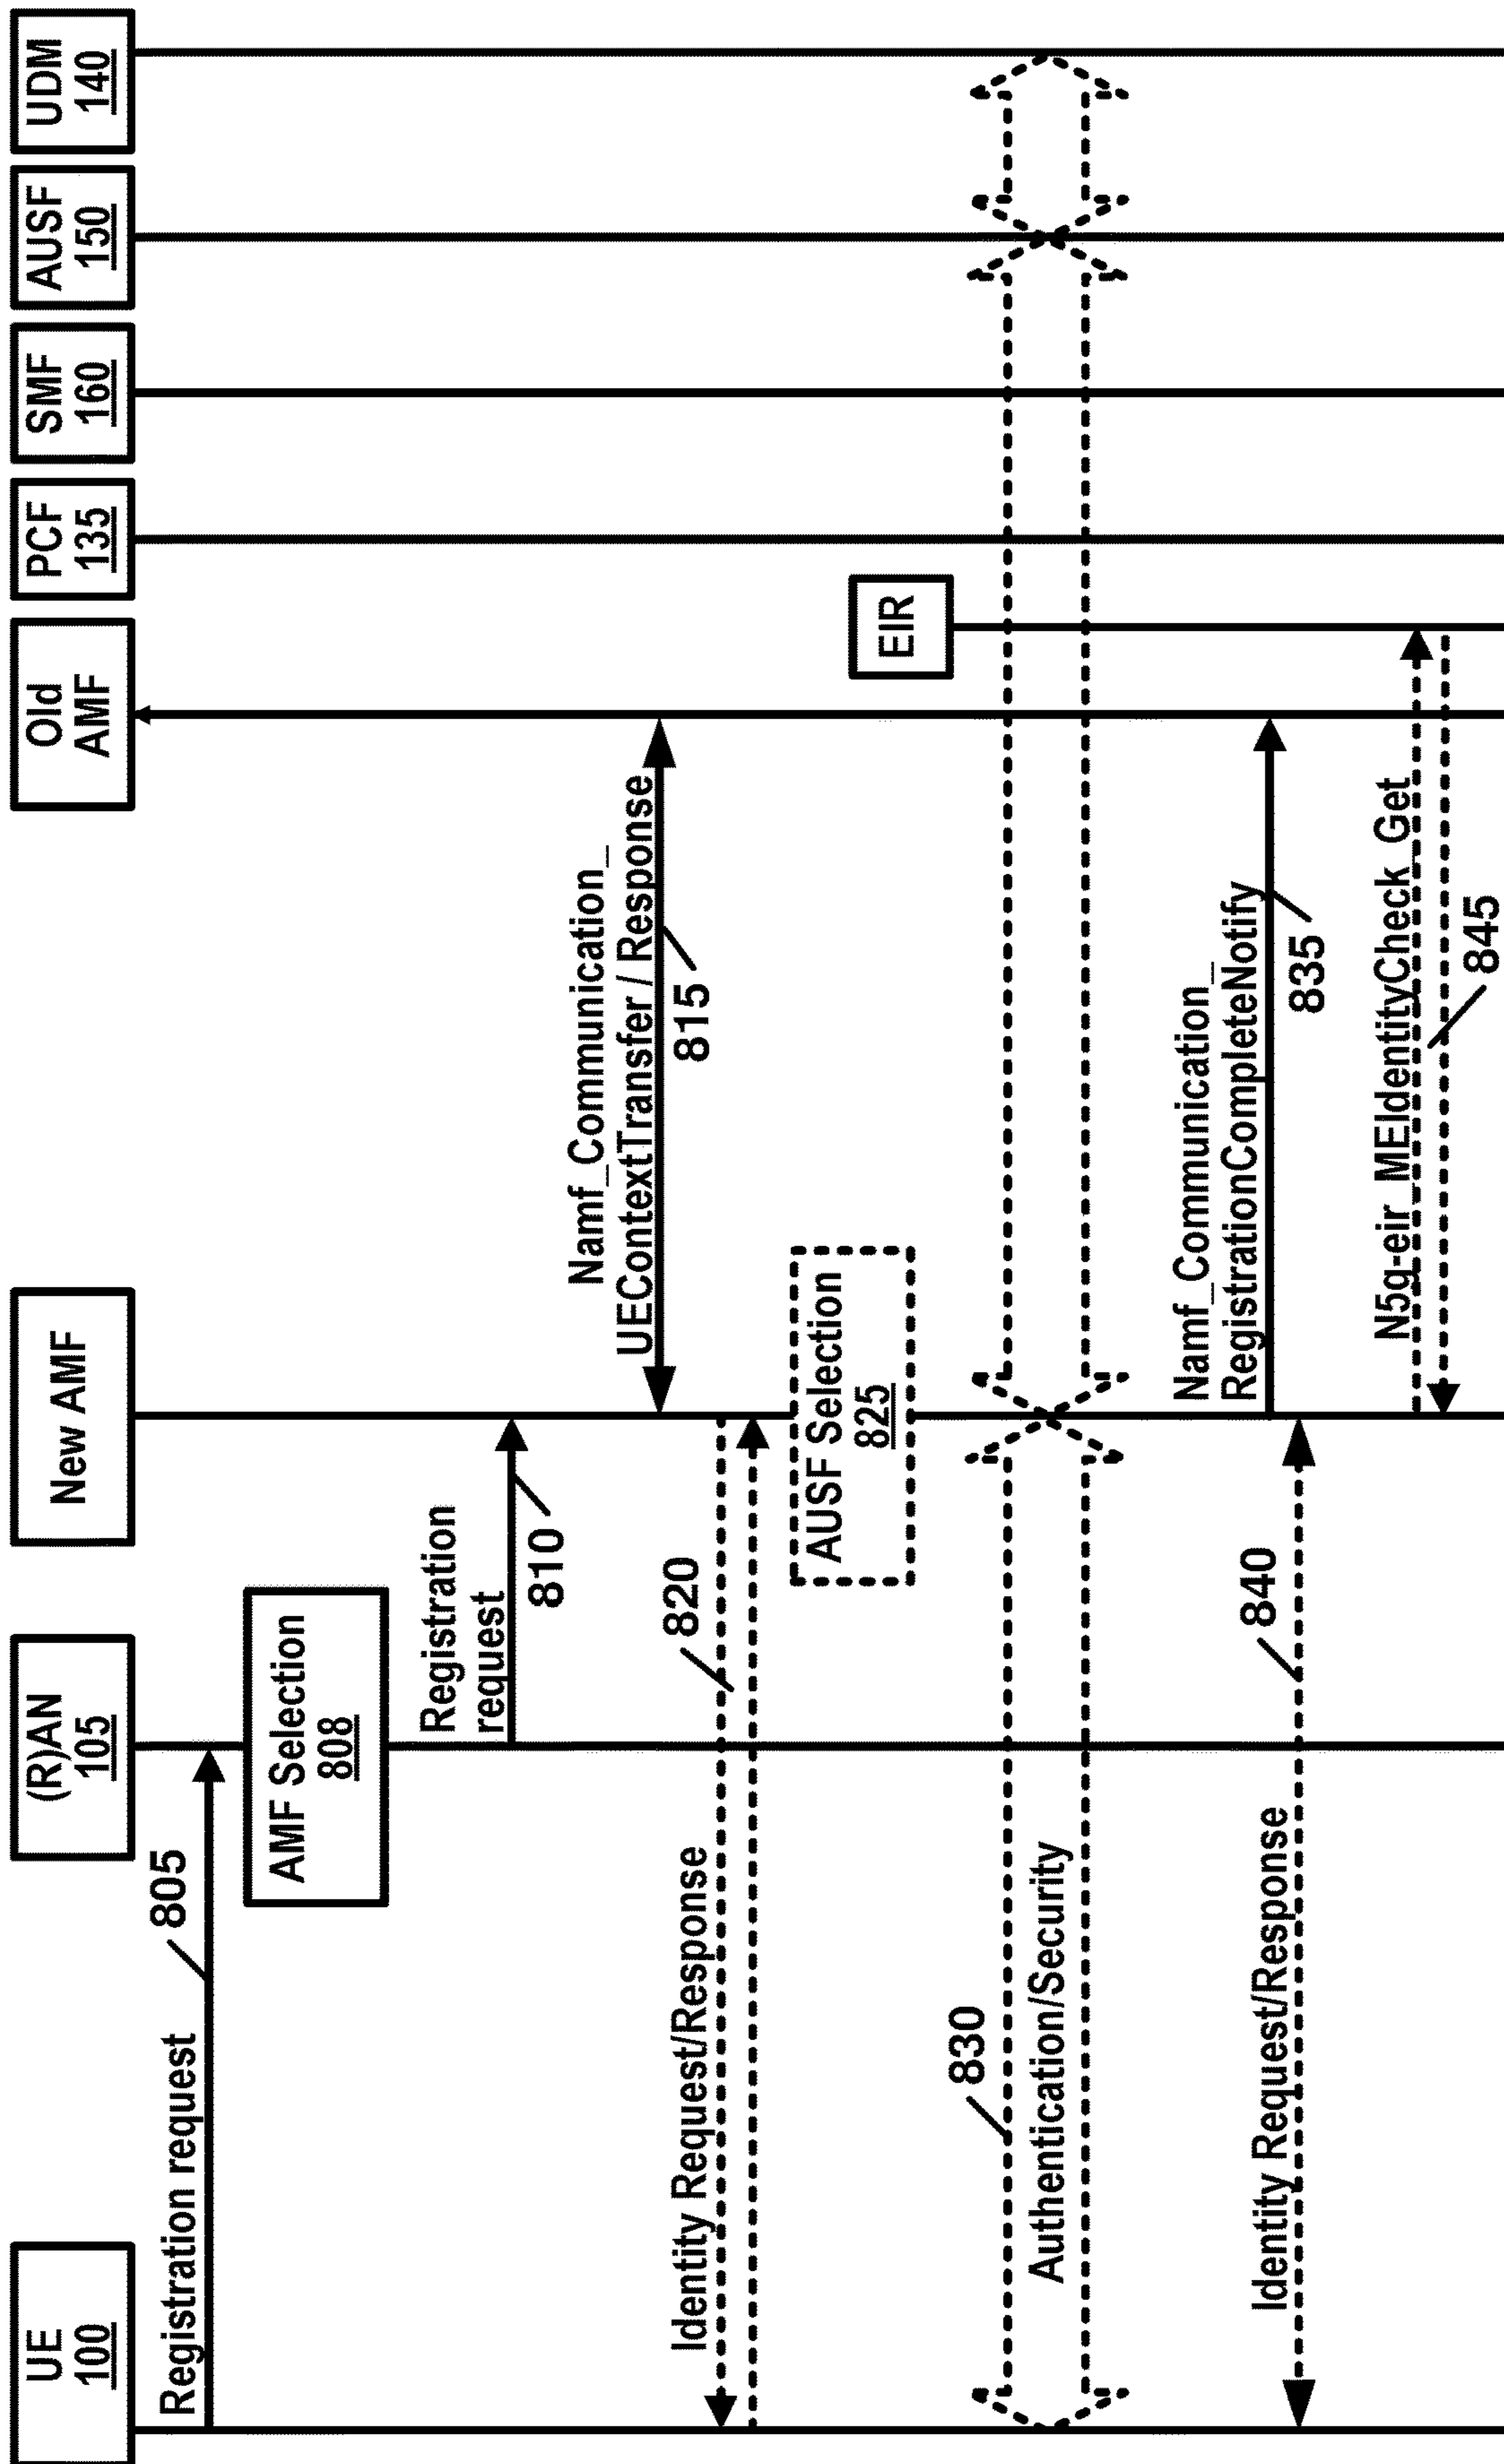 UE
100
(R)AN
105
New AMF
Old
AMF
PCF
135
SMF
160
AUSF
150
UDM
140
Registration request
805
AMF Selection
808
Registration
request
810
Namf_Communication_
UEContextTransfer / Response
815
Identity Request/Response
820
AUSF Selection
825
EIR
830
Authentication/Security
Namf_Communication_
RegistrationCompleteNotify
835
Identity Request/Response
840
N5g-eir_MEIdentityCheck_Get
845